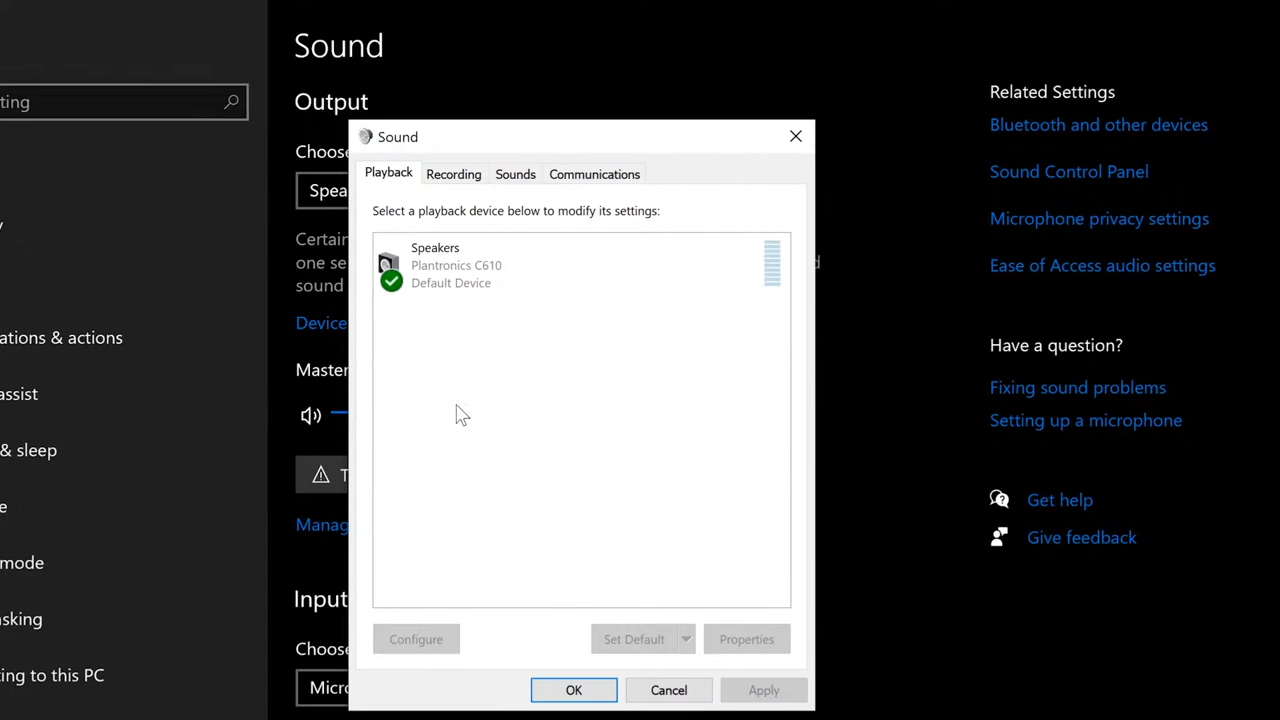 Sound
ting
Output
Related Settings
Bluetooth and other devices
Sound Control Panel
Microphone privacy settings
Ease of Access audio settings
Have a question?
Fixing sound problems
Setting up a microphone
Get help
Give feedback
ations & actions
assist
& sleep
mode
asking
ting to this PC
Choose
Spea
Certain
one se
sound
Device
Master
T
Manag
Input
Choose
Micro
Sound
Playback
Recording
Sounds
Communications
Select a playback device below to modify its settings:
Speakers
Plantronics C610
Default Device
Configure
Set Default
Properties
OK
Cancel
Apply